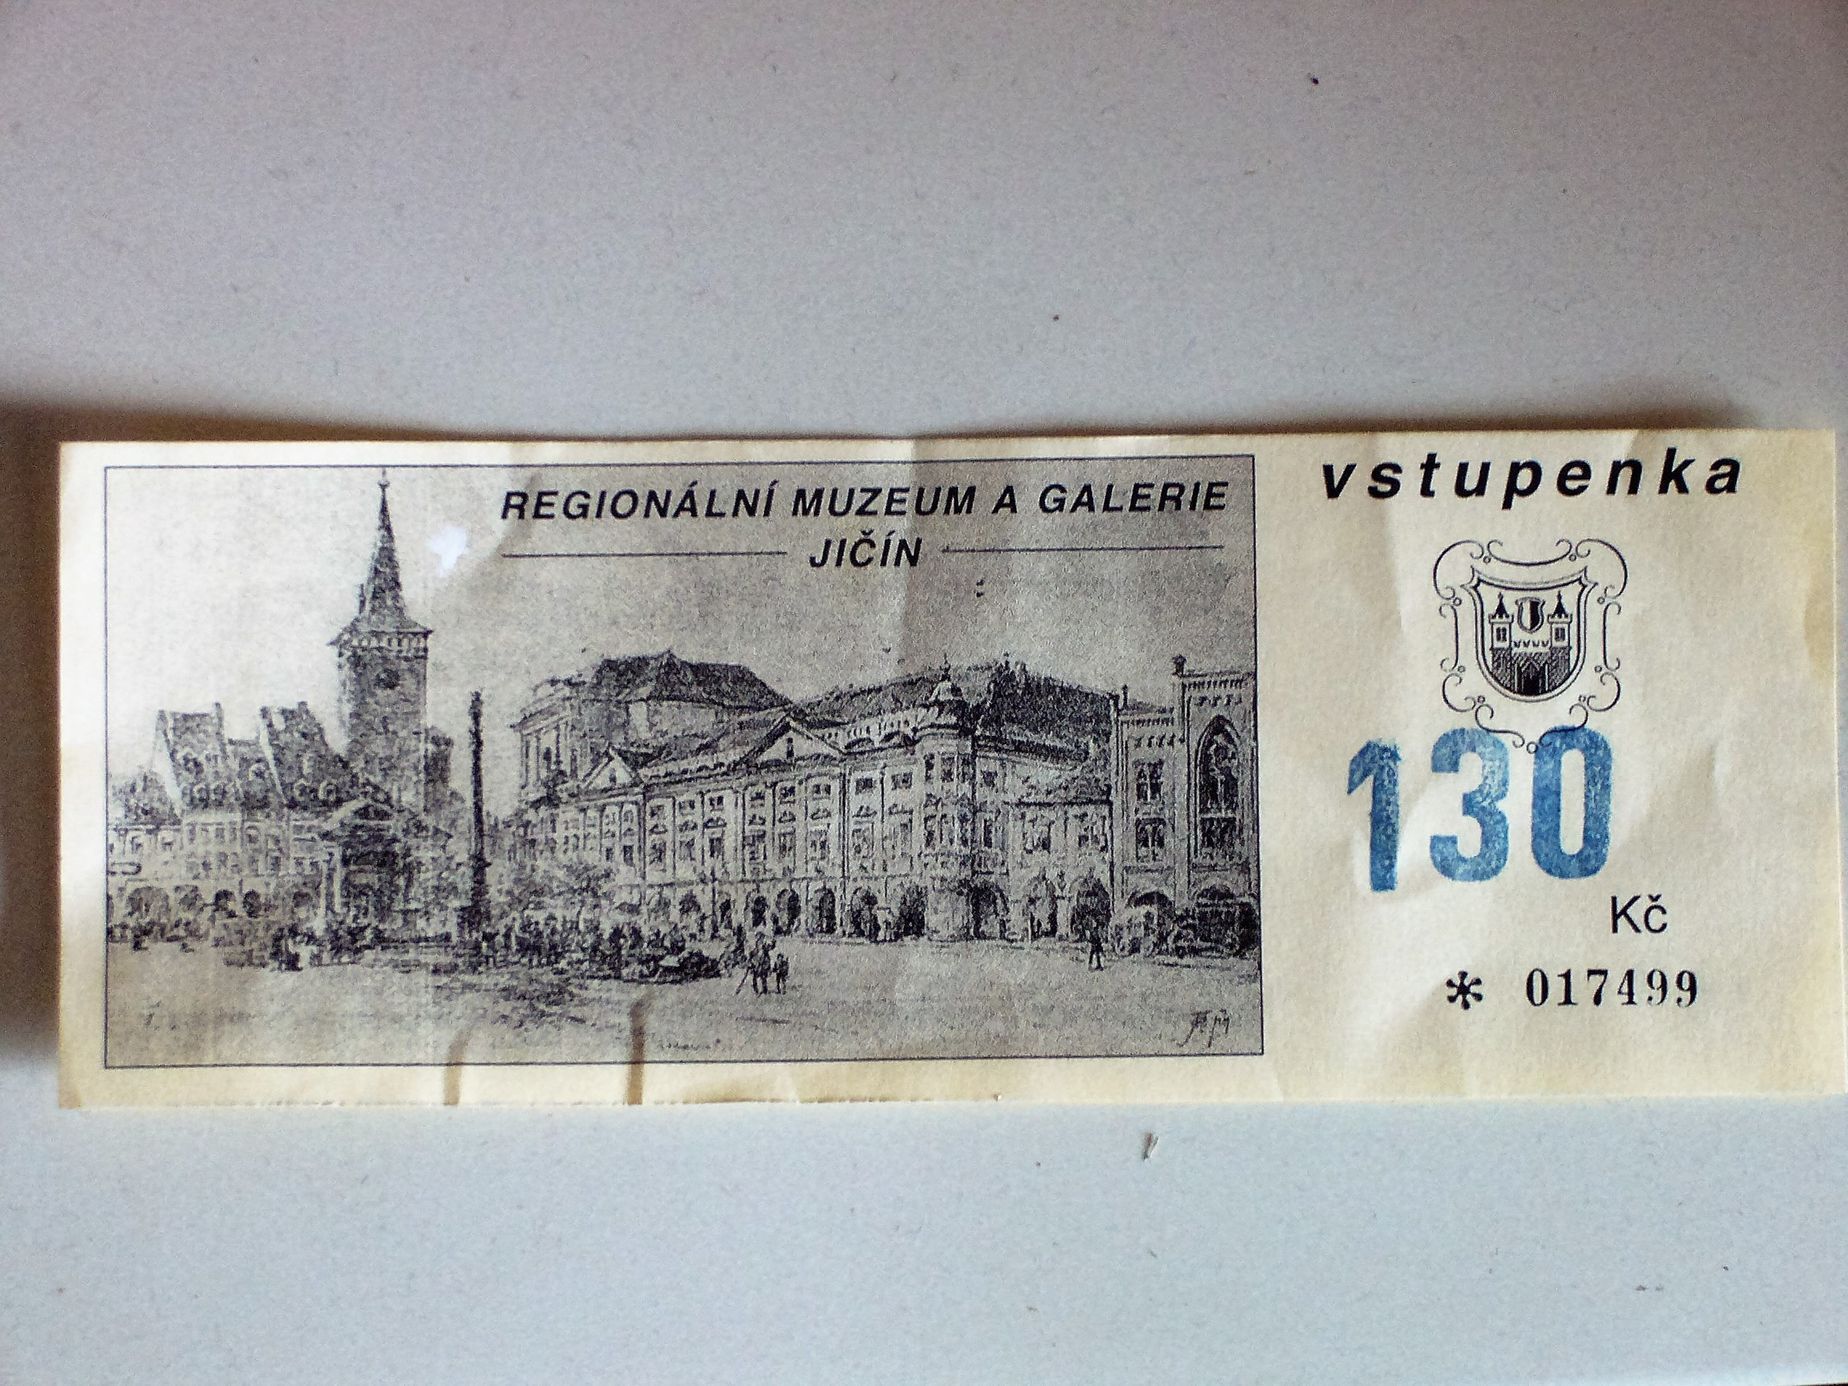 REGIONÁLNÍ MUZEUM A GALERIE
JIČÍN
vstupenka
130
Kč
* 017499